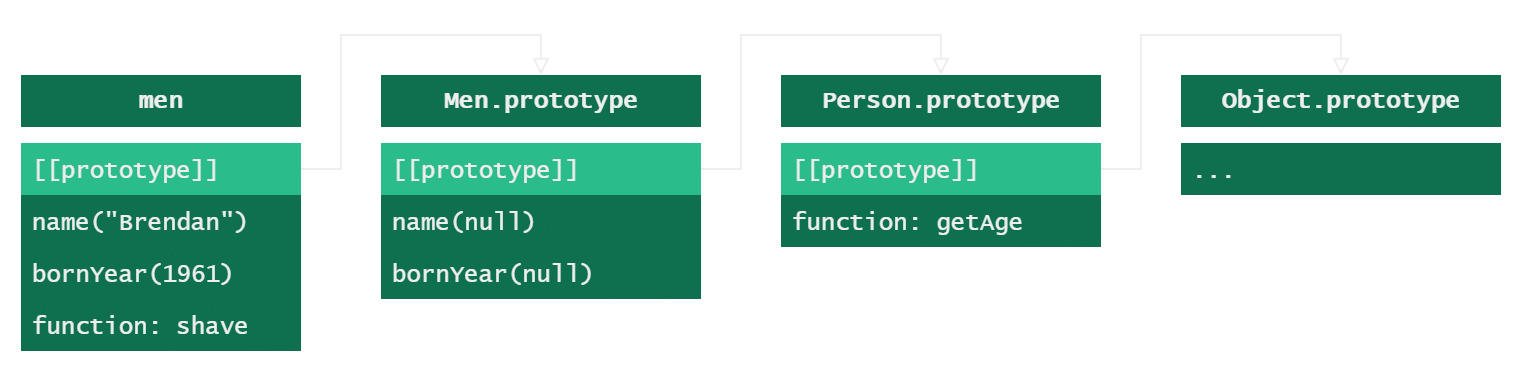 men
[[prototype]]
name("Brendan")
bornYear(1961)
function: shave
Men.prototype
[[prototype]]
name(null)
bornYear(null)
Person.prototype
[[prototype]]
function: getAge
Object.prototype
...